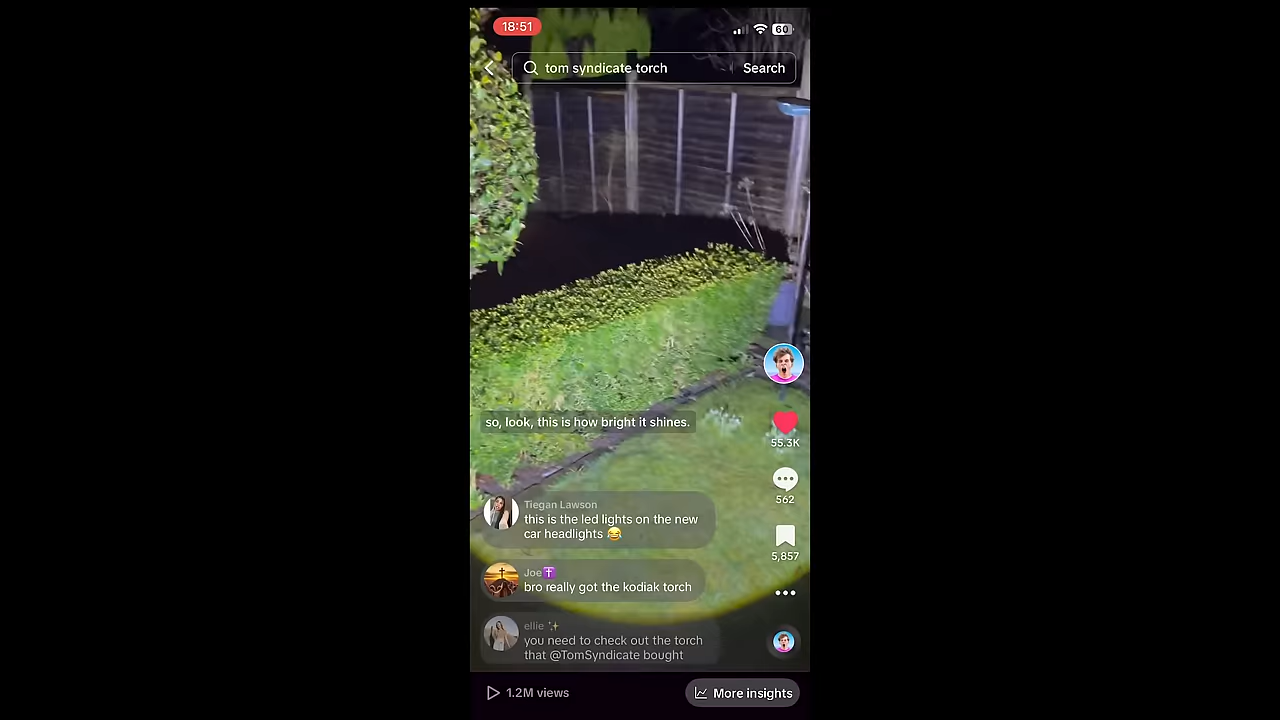 18:51
60
tom syndicate torch
Search
so, look, this is how bright it shines.
55.3K
562
5,857
Tiegan Lawson
this is the led lights on the new
car headlights 😂
Joe✝️
bro really got the kodiak torch
ellie ✨
you need to check out the torch
that @TomSyndicate bought
1.2M views
More insights